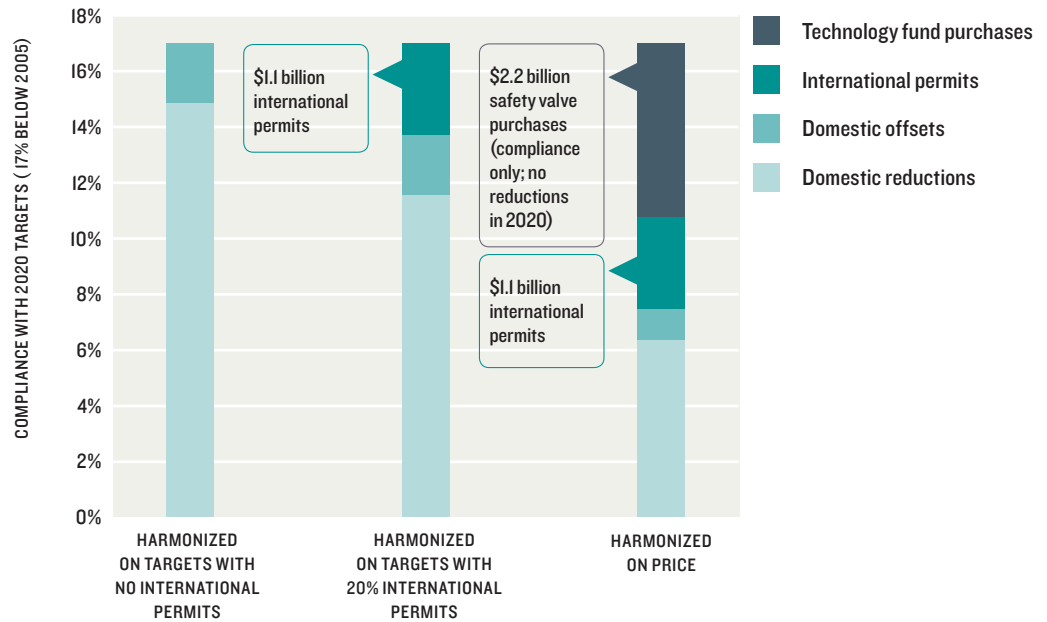 COMPLIANCE WITH 2020 TARGETS (17% BELOW 2005)
18%
16%
14%
12%
10%
8%
6%
4%
2%
0%
$1.1 billion
international
permits
$2.2 billion
safety valve
purchases
(compliance
only; no
reductions
in 2020)
$1.1 billion
international
permits
Technology fund purchases
International permits
Domestic offsets
Domestic reductions
HARMONIZED
ON TARGETS WITH
NO INTERNATIONAL
PERMITS
HARMONIZED
ON TARGETS WITH
20% INTERNATIONAL
PERMITS
HARMONIZED
ON PRICE